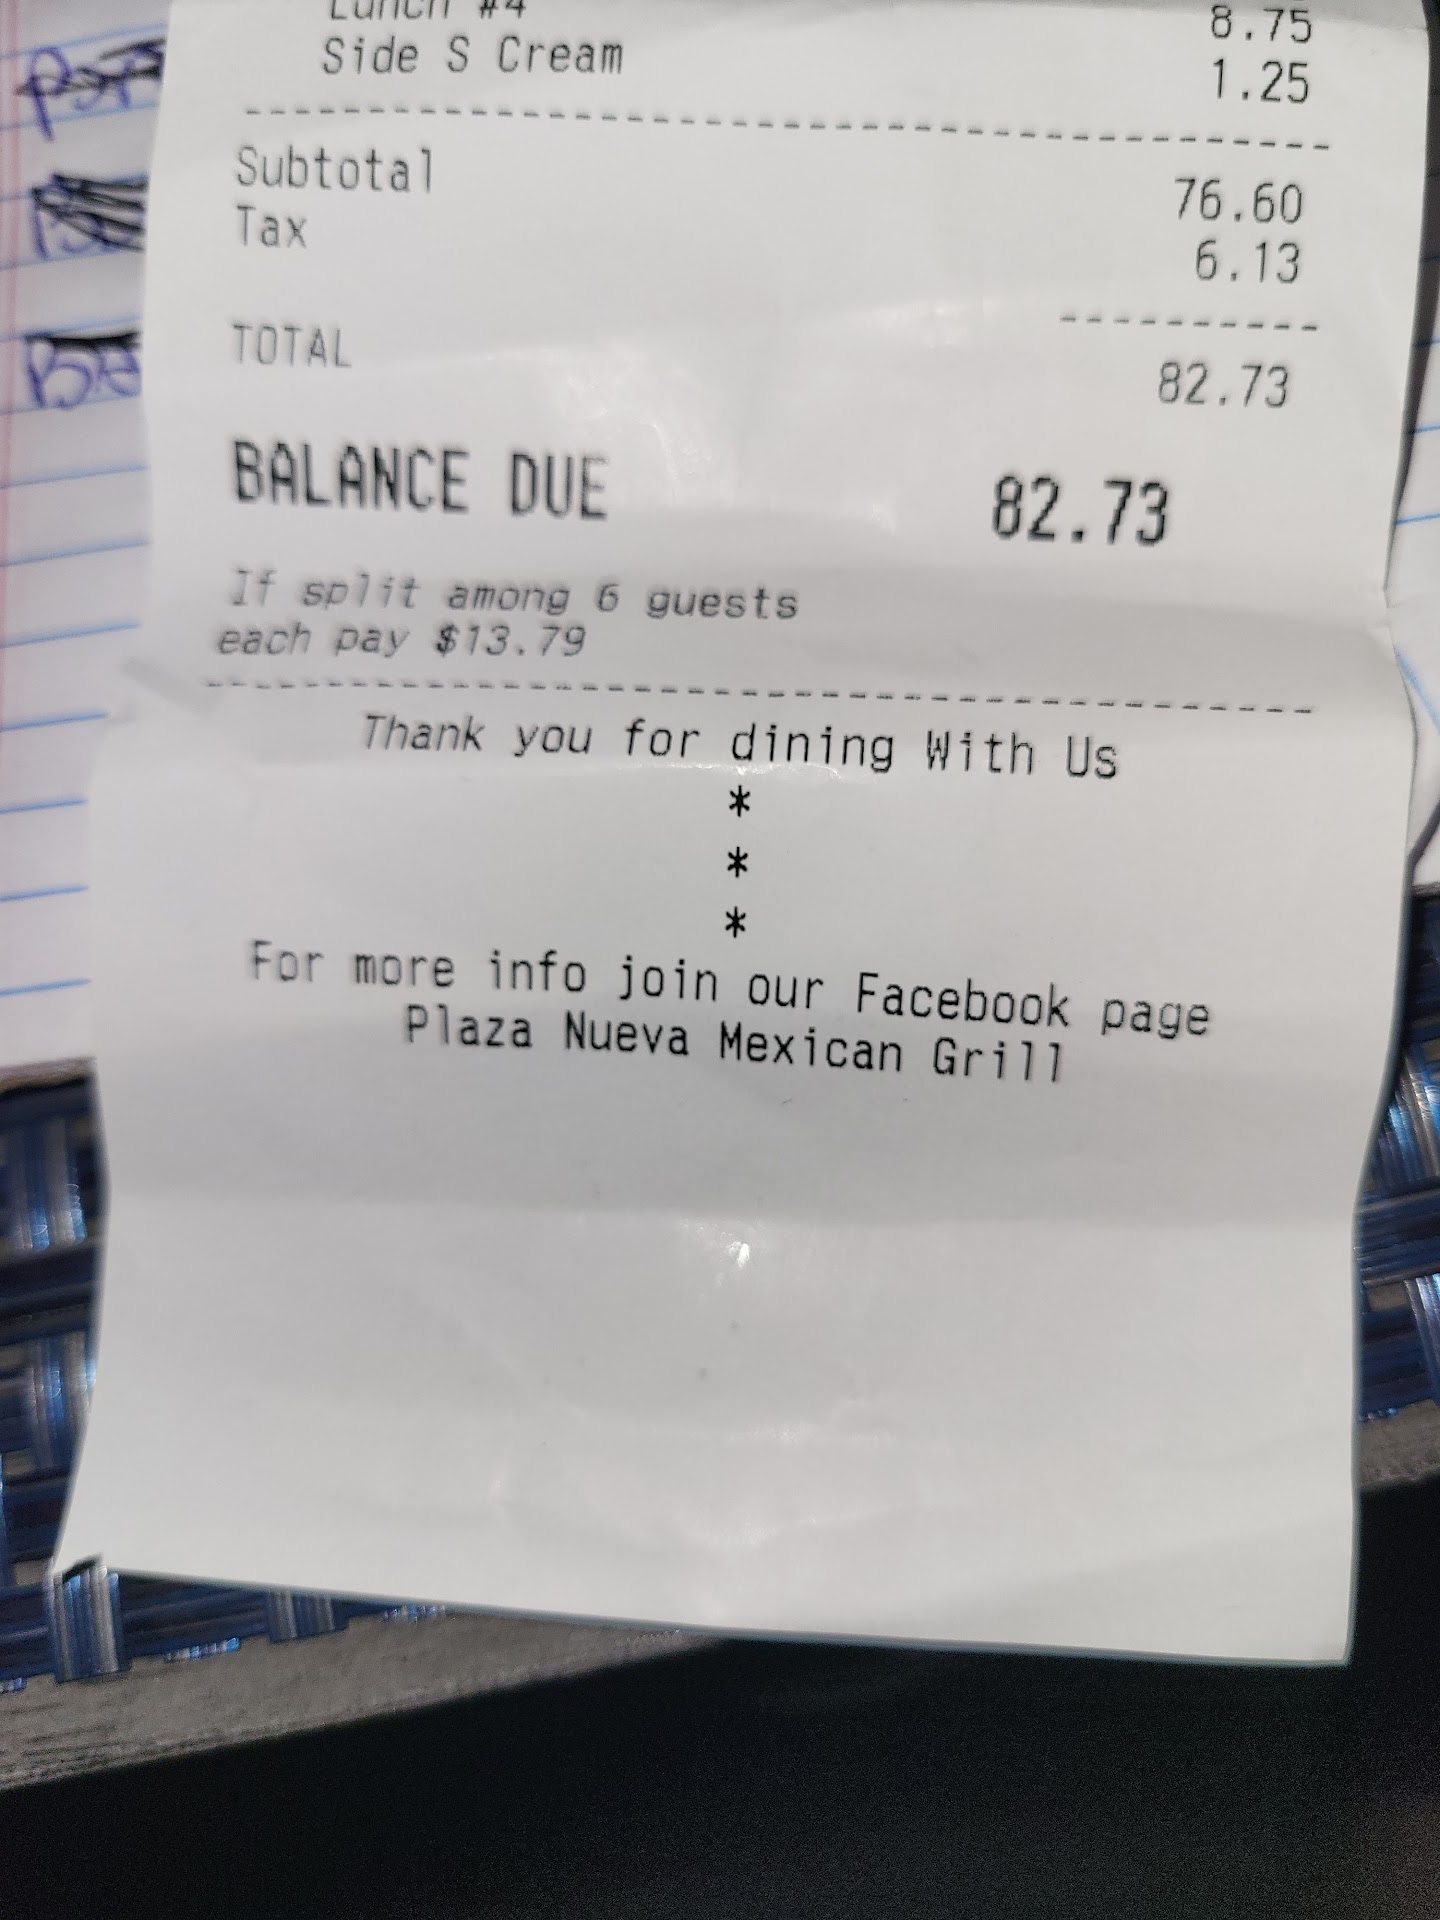 Lunch #4 8.75
Side S Cream 1.25
Subtotal 76.60
Tax 6.13
TOTAL 82.73
BALANCE DUE 82.73
If split among 6 guests
each pay $13.79
Thank you for dining With Us
*
*
*
For more info join our Facebook page
Plaza Nueva Mexican Grill